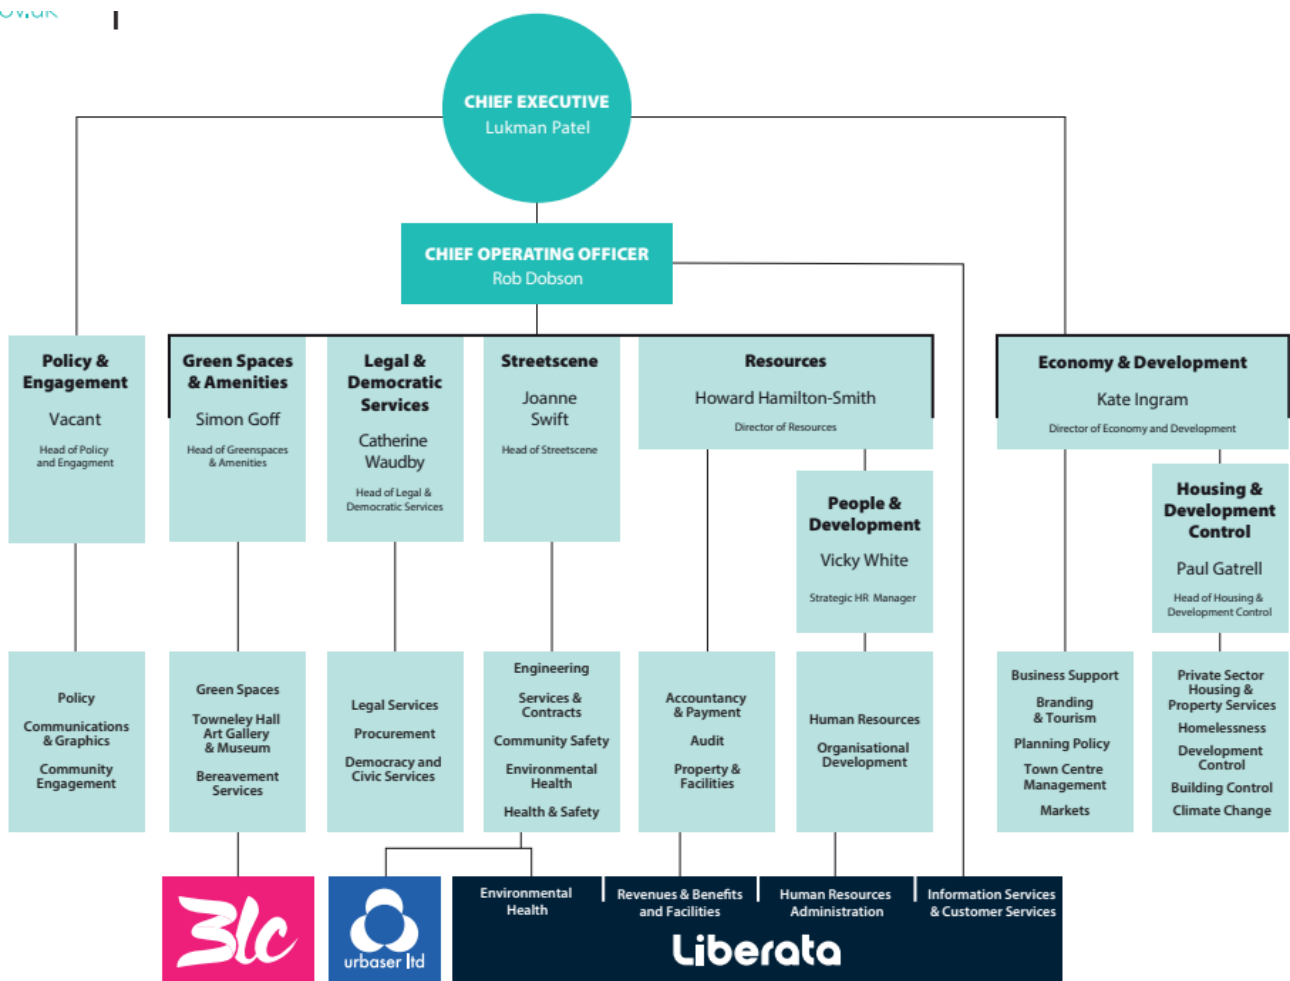 ov.uk
CHIEF EXECUTIVE
Lukman Patel
CHIEF OPERATING OFFICER
Rob Dobson
Policy &
Engagement
Vacant
Head of Policy
and Engagment
Green Spaces
& Amenities
Simon Goff
Head of Greenspaces
& Amenities
Legal &
Democratic
Services
Catherine
Waudby
Head of Legal &
Democratic Services
Streetscene
Joanne
Swift
Head of Streetscene
Resources
Howard Hamilton-Smith
Director of Resources
Economy & Development
Kate Ingram
Director of Economy and Development
People &
Development
Vicky White
Strategic HR Manager
Housing &
Development
Control
Paul Gatrell
Head of Housing &
Development Control
Policy
Communications
& Graphics
Community
Engagement
Green Spaces
Towneley Hall
Art Gallery
& Museum
Bereavement
Services
Legal Services
Procurement
Democracy and
Civic Services
Engineering
Services &
Contracts
Community Safety
Environmental
Health
Health & Safety
Accountancy
& Payment
Audit
Property &
Facilities
Human Resources
Organisational
Development
Business Support
Branding
& Tourism
Planning Policy
Town Centre
Management
Markets
Private Sector
Housing &
Property Services
Homelessness
Development
Control
Building Control
Climate Change
3lc
urbaser ltd
Environmental
Health
Revenues & Benefits
and Facilities
Human Resources
Administration
Information Services
& Customer Services
Liberata